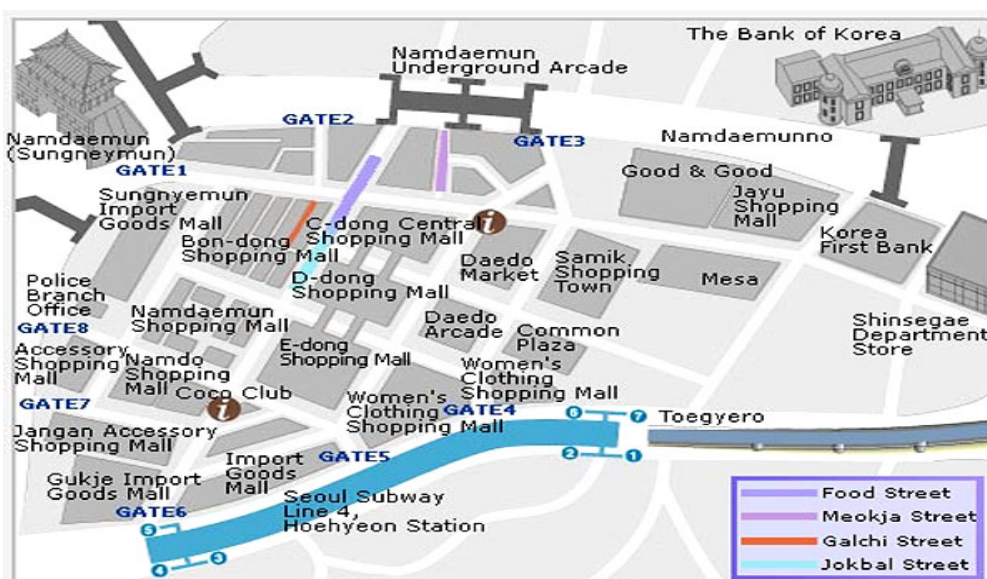 The Bank of Korea
Namdaemun
Underground Arcade
GATE2
Namdaemun
(Sungneymun)
GATE3
Namdaemunno
GATE1
Good & Good
Sungnyemun
Import
Goods Mall
Jayu
Shopping
Mall
C-dong Central
Shopping Mall
i
Bon-dong
Shopping Mall
Korea
First Bank
Daedo
Market
Samik
Shopping
Town
Mesa
D-dong
Shopping Mall
Police
Branch
Office
Namdaemun
Shopping Mall
Daedo
Arcade
Shinsegae
Department
Store
GATE8
Common
Plaza
E-dong
Shopping Mall
Accessory
Shopping
Mall
Namdo
Shopping
Mall
Women's
Clothing
Shopping Mall
Coco Club
i
Women's
Clothing
Shopping Mall
GATE7
GATE4
6
7
Toegyero
Jangan Accessory
Shopping Mall
2
1
GATE5
Import
Goods
Mall
Gukje Import
Goods Mall
Seoul Subway
Line 4,
Hoehyeon Station
GATE6
5
4
3
Food Street
Meokja Street
Galchi Street
Jokbal Street